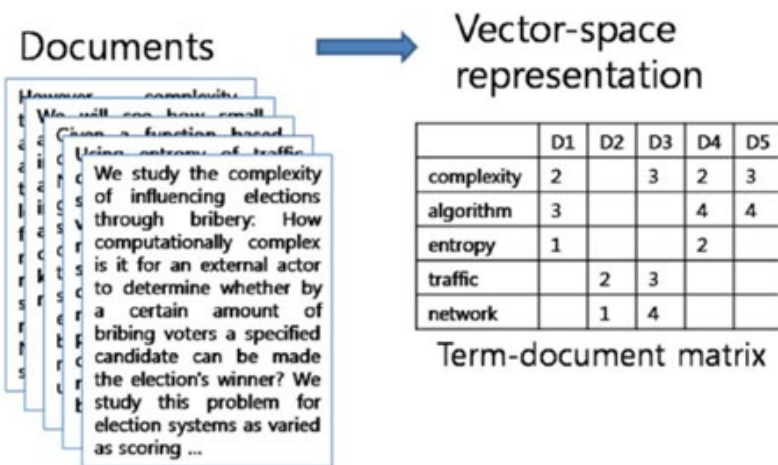 Documents
Vector-space
representation
However, complexity
We will see how small
Given a function based
Using entropy of traffic
We study the complexity
of influencing elections
through bribery: How
computationally complex
is it for an external actor
to determine whether by
a certain amount of
bribing voters a specified
candidate can be made
the election's winner? We
study this problem for
election systems as varied
as scoring ...
D1 D2 D3 D4 D5
complexity 2 3 2 3
algorithm 3 4 4
entropy 1 2
traffic 2 3
network 1 4
Term-document matrix